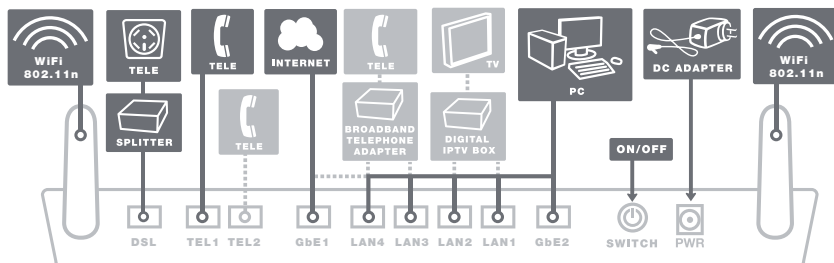 WiFi
802.11n
TELE
TELE
INTERNET
TELE
TV
PC
DC ADAPTER
WiFi
802.11n
SPLITTER
TELE
BROADBAND
TELEPHONE
ADAPTER
DIGITAL
IPTV BOX
ON/OFF
DSL
TEL1
TEL2
GbE1
LAN4
LAN3
LAN2
LAN1
GbE2
SWITCH
PWR